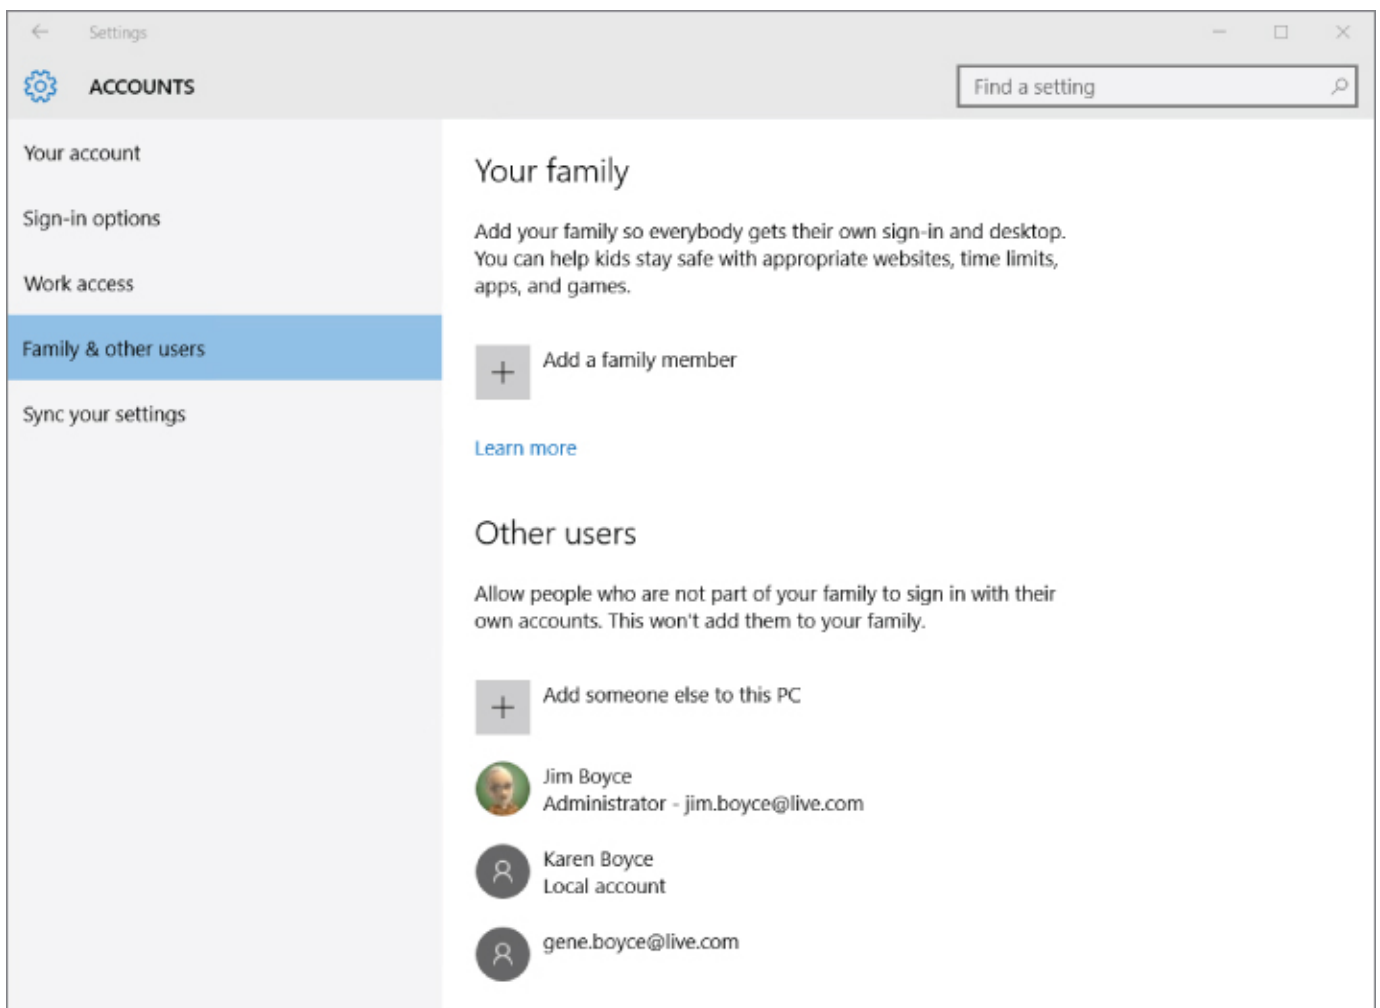 Settings
ACCOUNTS
Find a setting
Your account
Sign-in options
Work access
Family & other users
Sync your settings
Your family
Add your family so everybody gets their own sign-in and desktop.
You can help kids stay safe with appropriate websites, time limits,
apps, and games.
Add a family member
Learn more
Other users
Allow people who are not part of your family to sign in with their
own accounts. This won't add them to your family.
Add someone else to this PC
Jim Boyce
Administrator - jim.boyce@live.com
Karen Boyce
Local account
gene.boyce@live.com